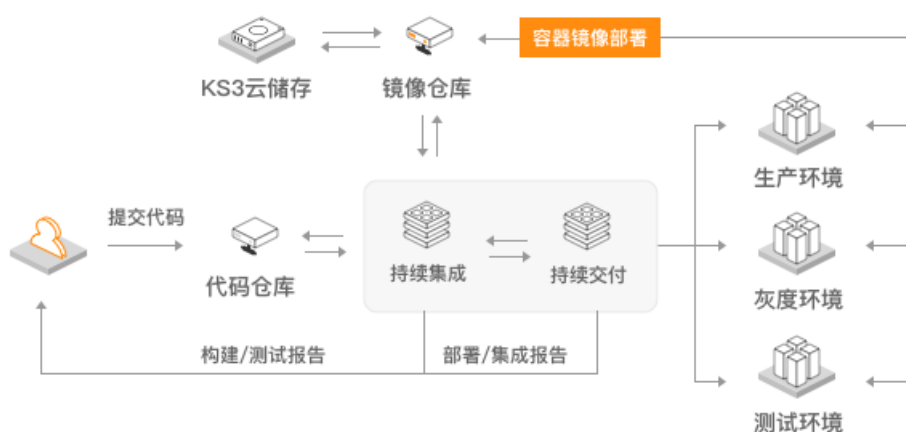 容器镜像部署
KS3云储存
镜像仓库
生产环境
提交代码
代码仓库
持续集成
持续交付
灰度环境
构建/测试报告
部署/集成报告
测试环境